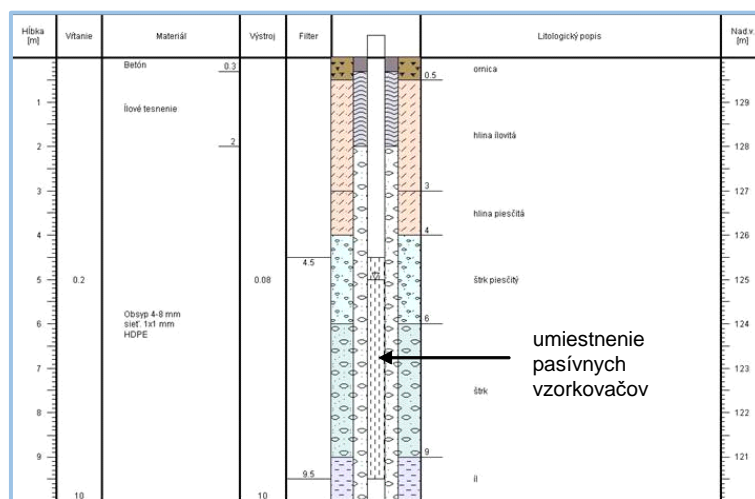 Hĺbka [m]
Vŕtanie
Materiál
Výstroj
Filter
Litologický popis
Nad.v. [m]
Betón
0.3
ornica
0.5
1
Ílové tesnenie
129
hlina ílovitá
2
2
128
3
3
127
hlina piesčitá
4
4
126
4.5
5
0.2
0.08
štrk piesčitý
125
Obsyp 4-8 mm
sieť. 1x1 mm
HDPE
6
6
124
umiestnenie
pasívnych
vzorkovačov
7
123
štrk
8
122
9
9
121
9.5
íl
10
10